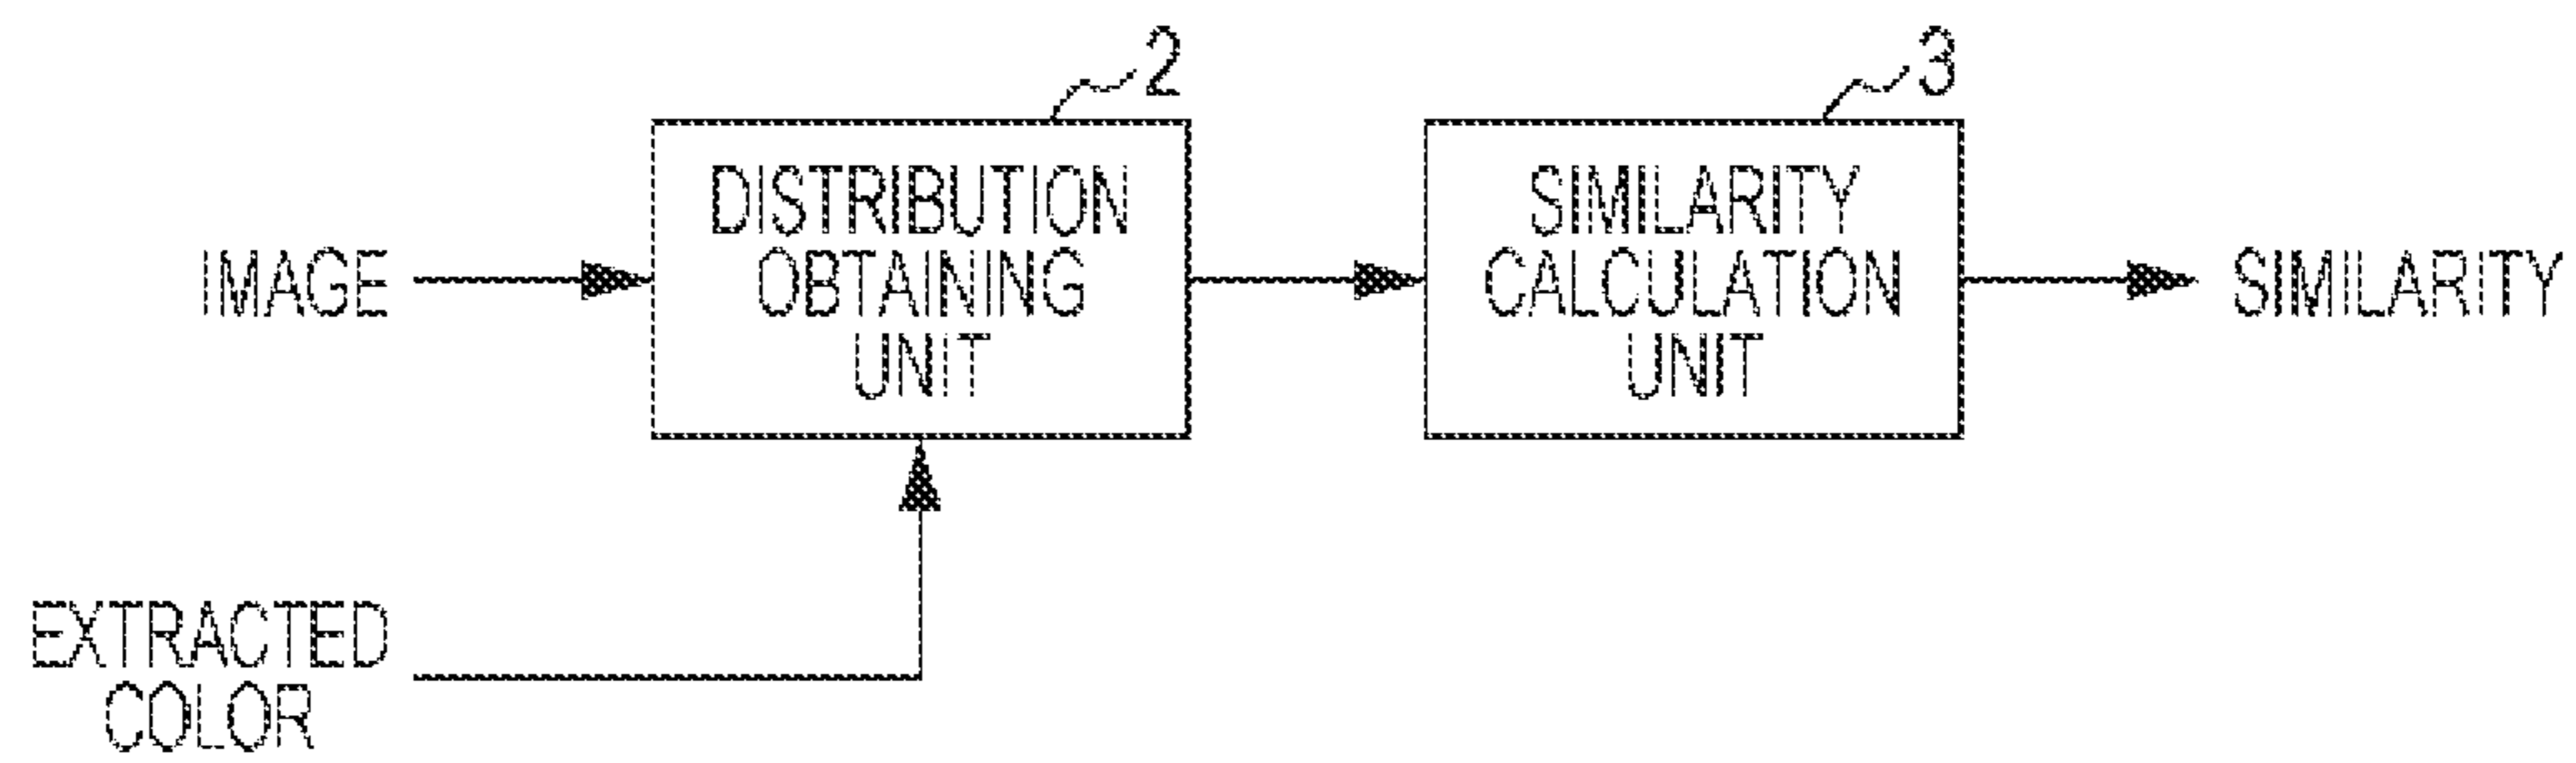 2
3
DISTRIBUTION
OBTAINING
UNIT
SIMILARITY
CALCULATION
UNIT
IMAGE
SIMILARITY
EXTRACTED
COLOR